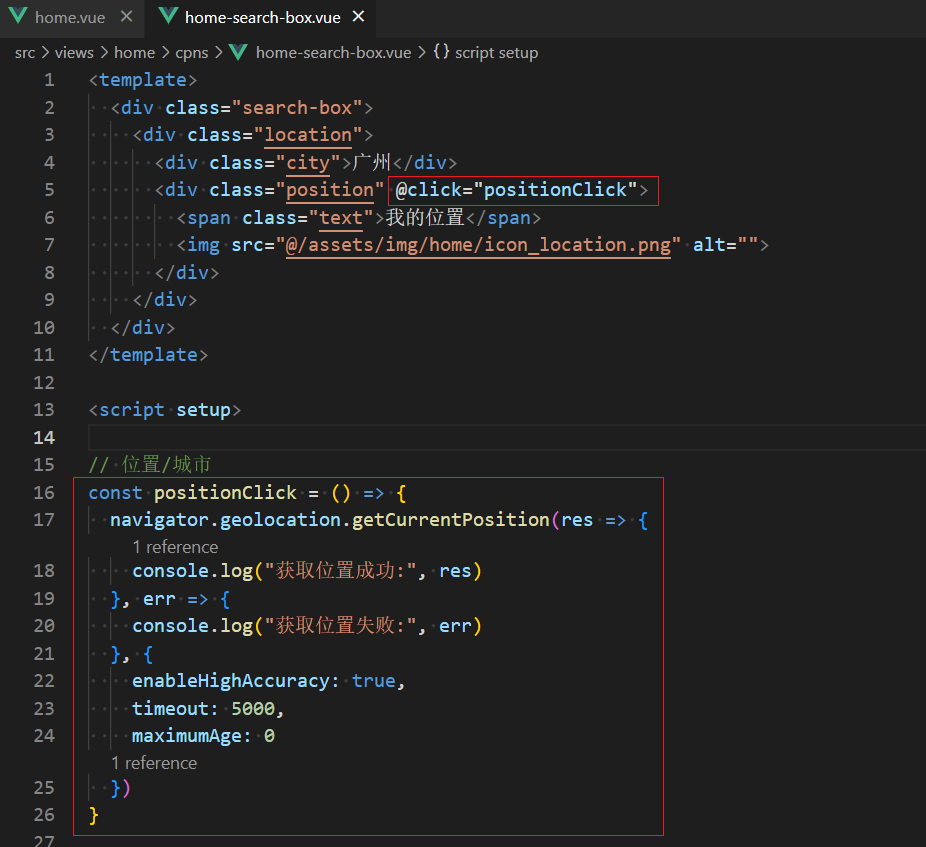 home.vue × home-search-box.vue ×
src > views > home > cpns > home-search-box.vue > {} script setup
1 <template>
2 <div class="search-box">
3 <div class="location">
4 <div class="city">广州</div>
5 <div class="position" @click="positionClick">
6 <span class="text">我的位置</span>
7 <img src="@/assets/img/home/icon_location.png" alt="">
8 </div>
9 </div>
10 </div>
11 </template>
12
13 <script setup>
14
15 // 位置/城市
16 const positionClick = () => {
17 navigator.geolocation.getCurrentPosition(res => {
1 reference
18 console.log("获取位置成功:", res)
19 }, err => {
20 console.log("获取位置失败:", err)
21 }, {
22 enableHighAccuracy: true,
23 timeout: 5000,
24 maximumAge: 0
1 reference
25 })
26 }
27